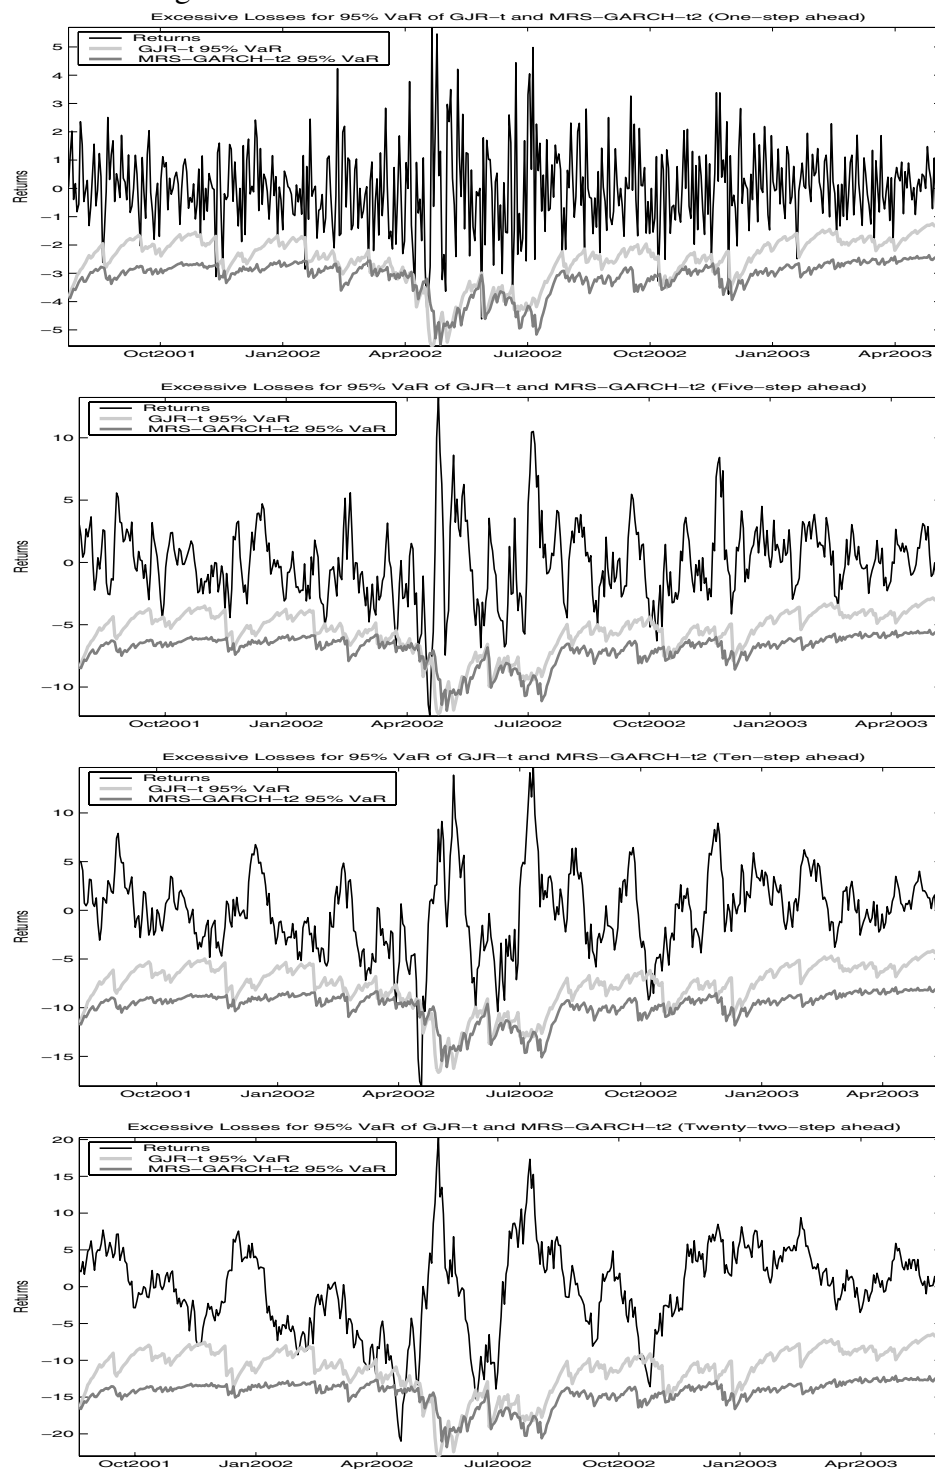 Excessive Losses for 95% VaR of GJR−t and MRS−GARCH−t2 (One−step ahead)
Returns
GJR−t 95% VaR
MRS−GARCH−t2 95% VaR
5
4
3
2
1
0
−1
−2
−3
−4
−5
Returns
Oct2001 Jan2002 Apr2002 Jul2002 Oct2002 Jan2003 Apr2003
Excessive Losses for 95% VaR of GJR−t and MRS−GARCH−t2 (Five−step ahead)
Returns
GJR−t 95% VaR
MRS−GARCH−t2 95% VaR
10
5
0
−5
−10
Returns
Oct2001 Jan2002 Apr2002 Jul2002 Oct2002 Jan2003 Apr2003
Excessive Losses for 95% VaR of GJR−t and MRS−GARCH−t2 (Ten−step ahead)
Returns
GJR−t 95% VaR
MRS−GARCH−t2 95% VaR
10
5
0
−5
−10
−15
Returns
Oct2001 Jan2002 Apr2002 Jul2002 Oct2002 Jan2003 Apr2003
Excessive Losses for 95% VaR of GJR−t and MRS−GARCH−t2 (Twenty−two−step ahead)
Returns
GJR−t 95% VaR
MRS−GARCH−t2 95% VaR
20
15
10
5
0
−5
−10
−15
−20
Returns
Oct2001 Jan2002 Apr2002 Jul2002 Oct2002 Jan2003 Apr2003